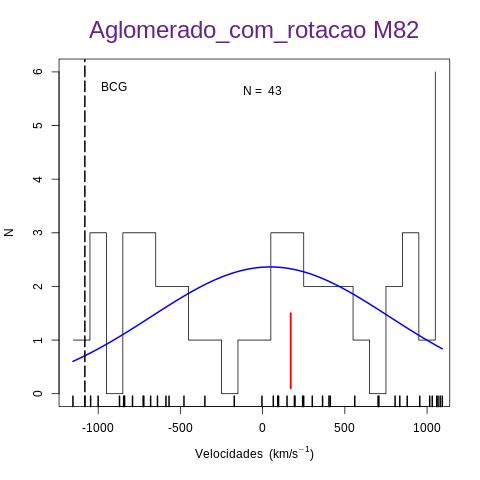 Aglomerado_com_rotacao M82
BCG
N = 43
6
5
4
3
2
1
0
N
-1000 -500 0 500 1000
Velocidades (km/s⁻¹)